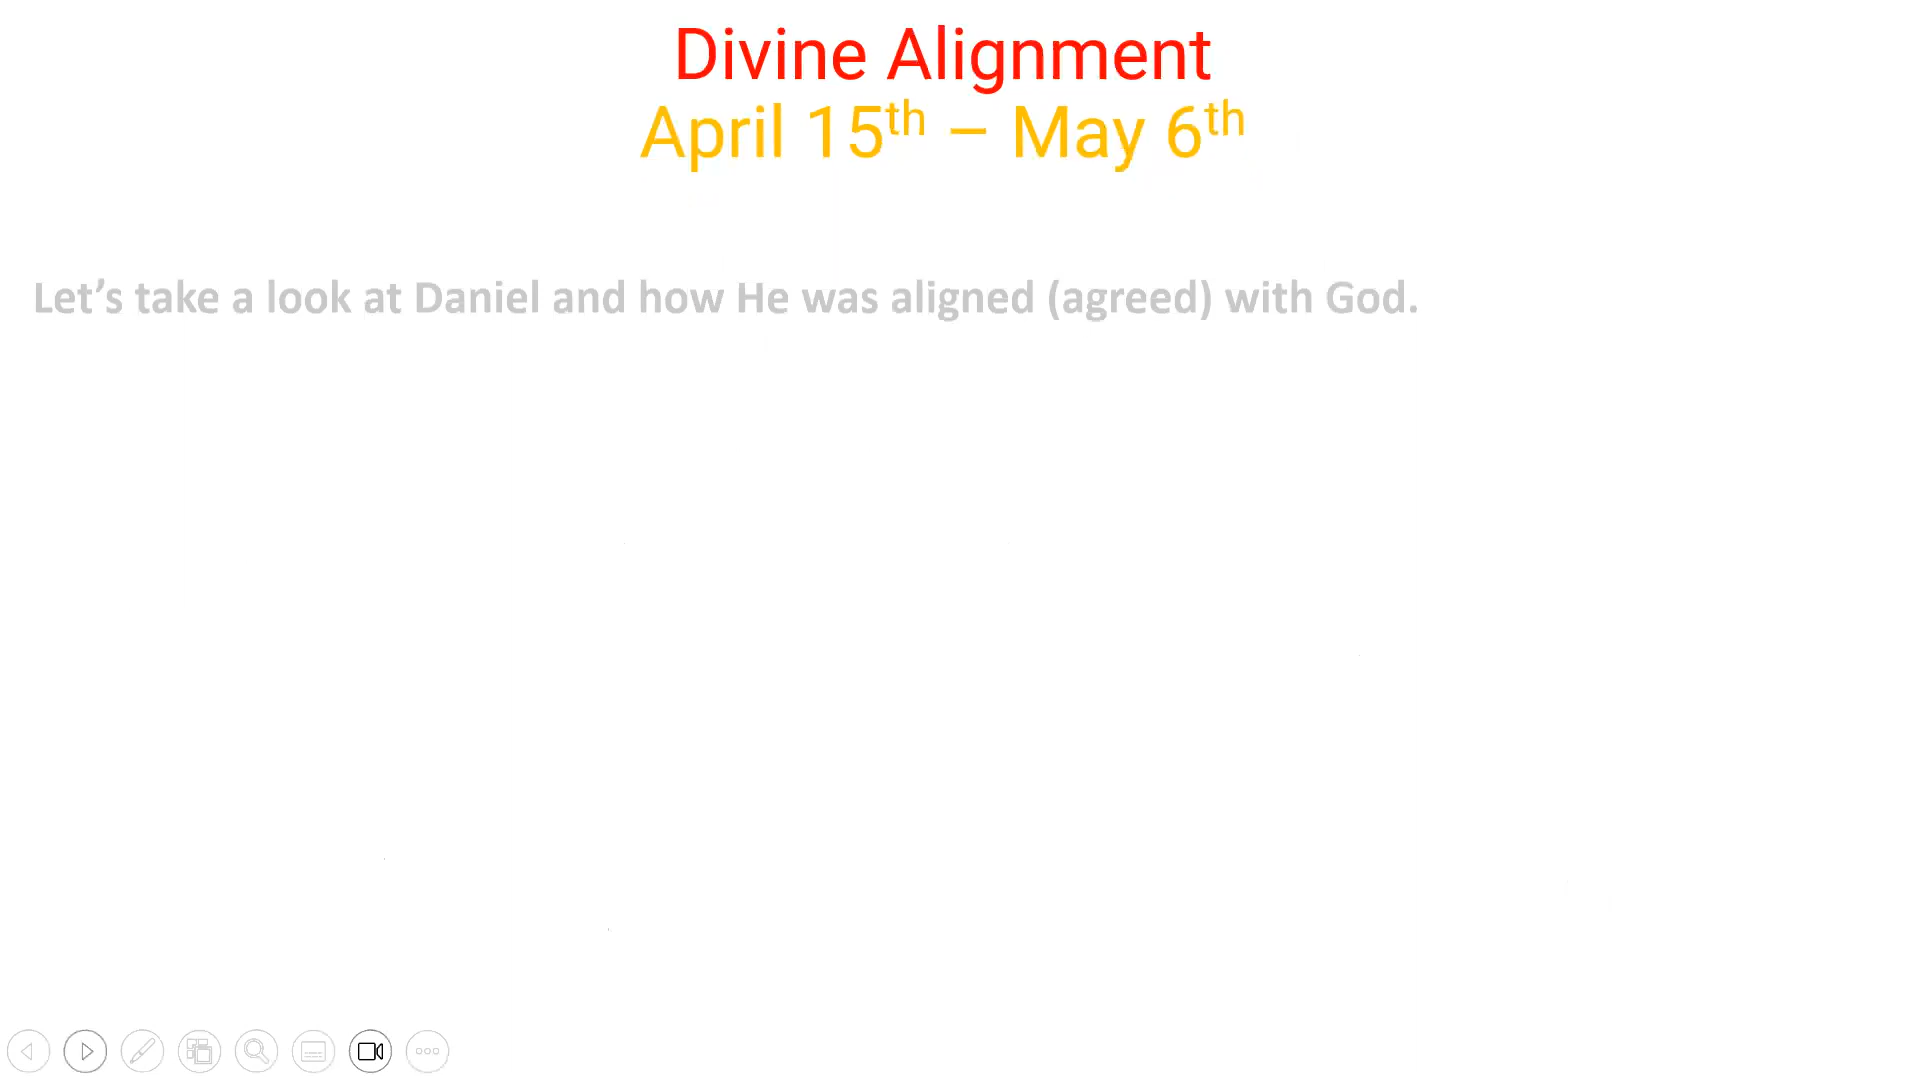 Divine Alignment
April 15th – May 6th
Let’s take a look at Daniel and how He was aligned (agreed) with God.